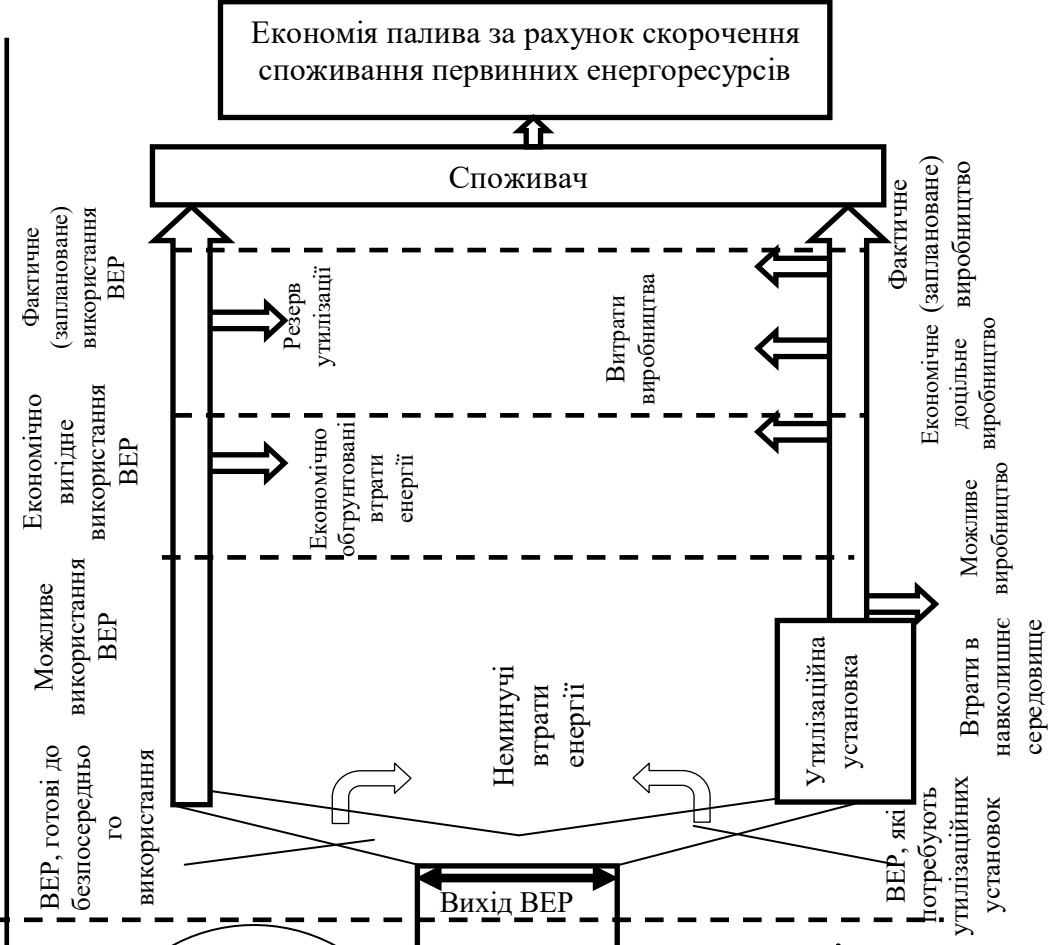 Економія палива за рахунок скорочення
споживання первинних енергоресурсів
Споживач
Фактичне
(заплановане)
використання
ВЕР
Резерв
утилізації
Витрати
виробництва
Фактичне
(заплановане)
виробництво
Економічно
вигідне
використання
ВЕР
Економічно
обгрунтовані
втрати
енергії
Економічне
доцільне
виробництво
Можливе
використання
ВЕР
Неминучі
втрати
енергії
Утилізаційна
установка
Можливе
виробництво
Втрати в
навколишнє
середовище
ВЕР, готові до
безпосередньо
го
використання
ВЕР, які
потребують
утилізаційних
установок
Вихід ВЕР